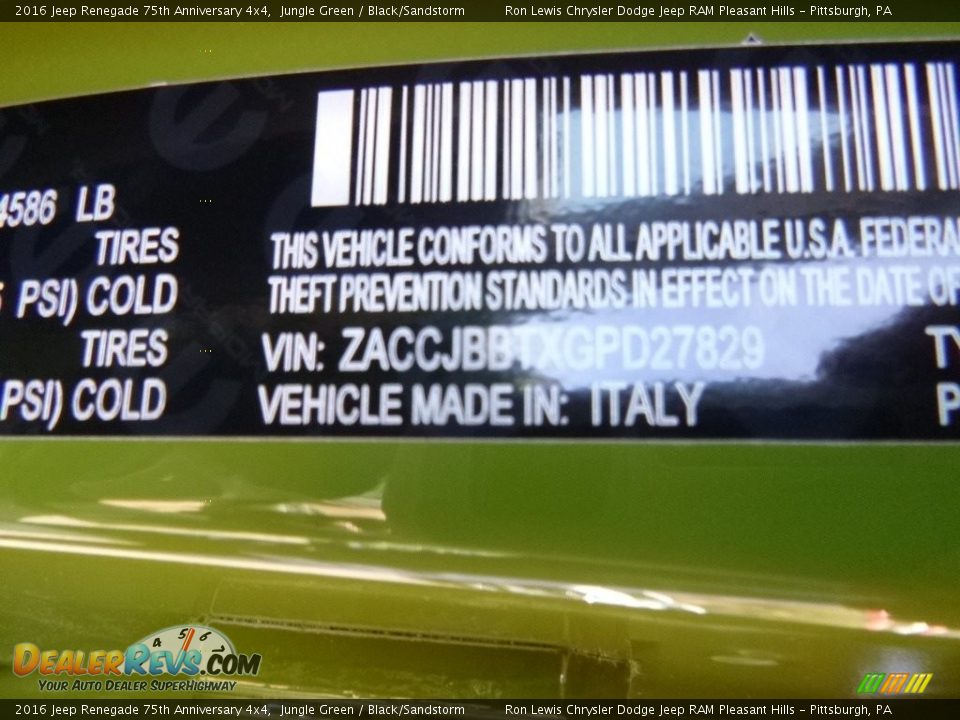 2016 Jeep Renegade 75th Anniversary 4x4, Jungle Green / Black/Sandstorm Ron Lewis Chrysler Dodge Jeep RAM Pleasant Hills - Pittsburgh, PA
4586 LB
TIRES
PSI) COLD
TIRES
PSI) COLD
THIS VEHICLE CONFORMS TO ALL APPLICABLE U.S.A. FEDERA
THEFT PREVENTION STANDARDS IN EFFECT ON THE DATE OF
VIN: ZACCJBBTXGPD27829
VEHICLE MADE IN: ITALY
4 5 6
DEALERREVS.COM
YOUR AUTO DEALER SUPERHIGHWAY
2016 Jeep Renegade 75th Anniversary 4x4, Jungle Green / Black/Sandstorm Ron Lewis Chrysler Dodge Jeep RAM Pleasant Hills - Pittsburgh, PA